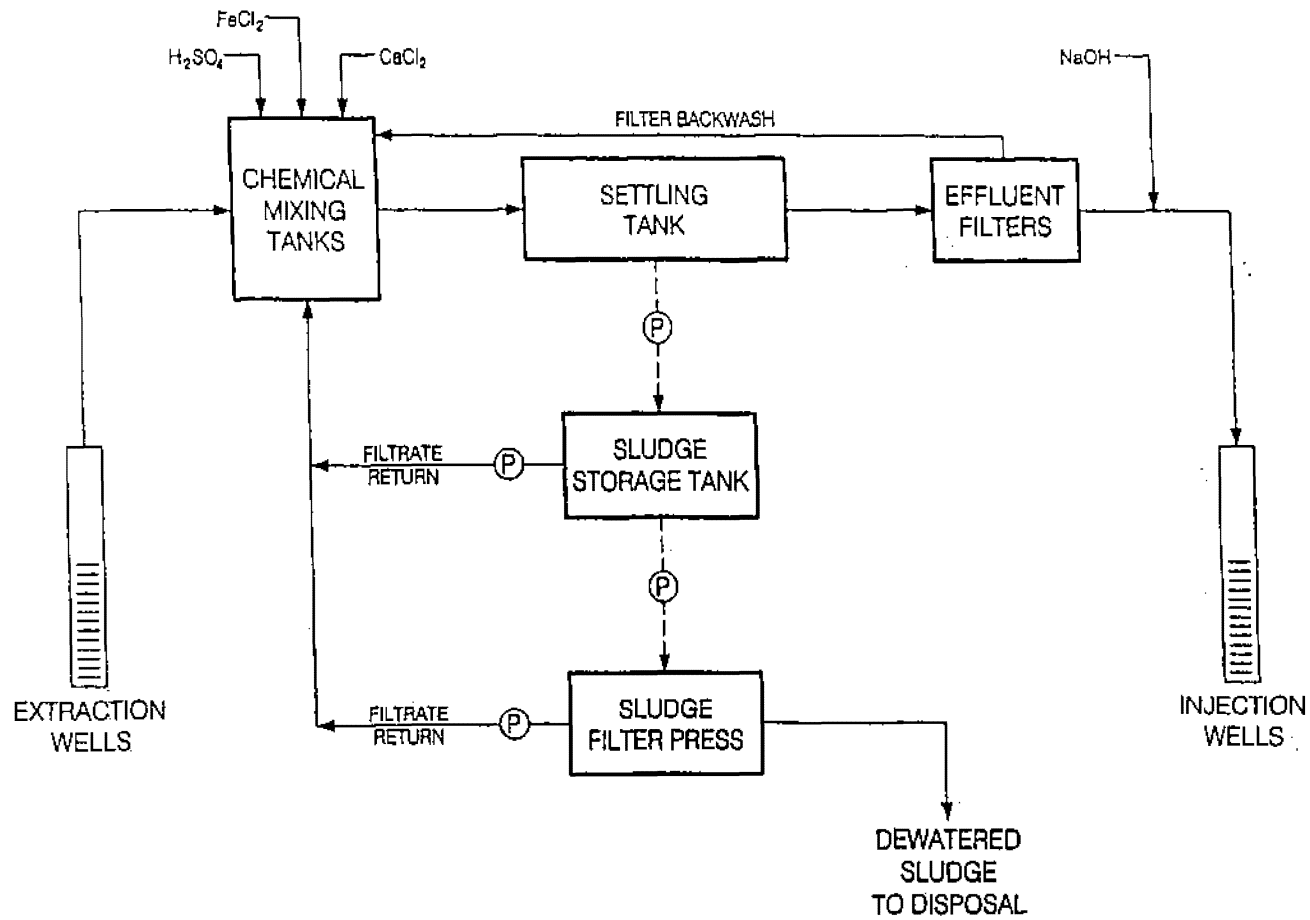 FeCl₂
H₂SO₄
CaCl₂
NaOH
FILTER BACKWASH
CHEMICAL
MIXING
TANKS
SETTLING
TANK
EFFLUENT
FILTERS
P
SLUDGE
STORAGE TANK
FILTRATE
RETURN
P
P
SLUDGE
FILTER PRESS
FILTRATE
RETURN
P
EXTRACTION
WELLS
INJECTION
WELLS
DEWATERED
SLUDGE
TO DISPOSAL